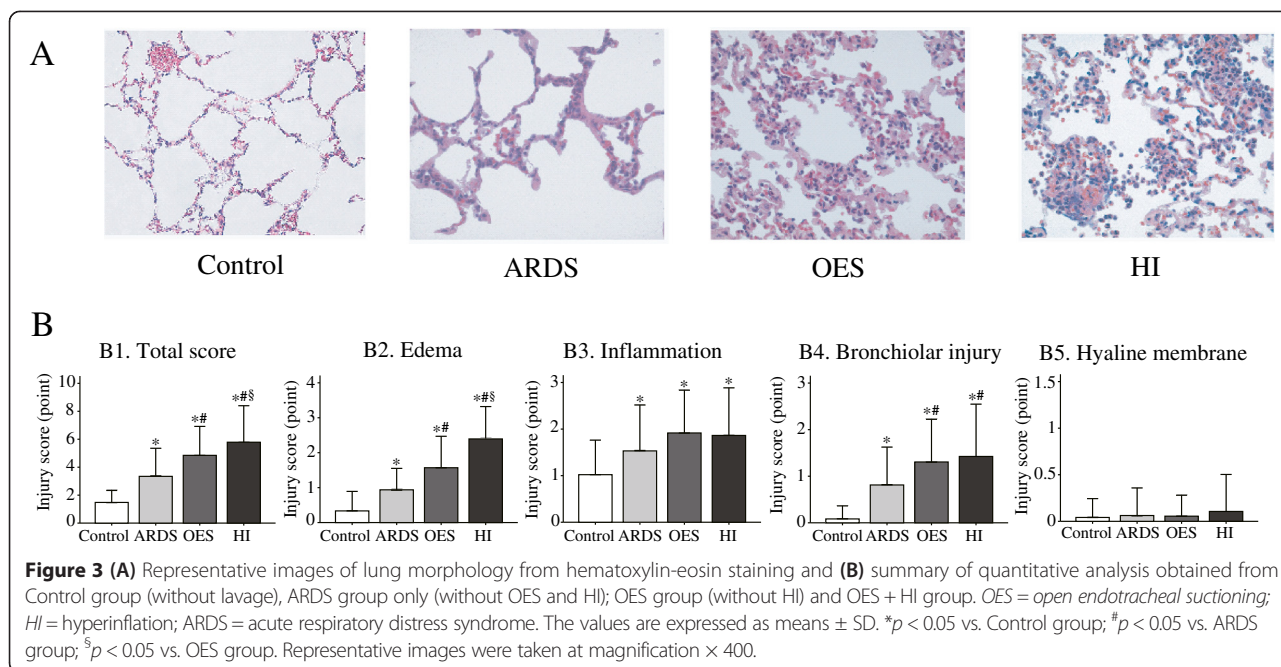 A
Control
ARDS
OES
HI
B
B1. Total score
Injury score (point)
10
8
6
4
2
0
*
*#
*#§
Control ARDS OES HI
B2. Edema
Injury score (point)
4
3
2
1
0
*
*#
*#§
Control ARDS OES HI
B3. Inflammation
Injury score (point)
3
2
1
0
*
*
*
Control ARDS OES HI
B4. Bronchiolar injury
Injury score (point)
3
2
1
0
*
*#
*#
Control ARDS OES HI
B5. Hyaline membrane
Injury score (point)
1.5
1
0.5
0
Control ARDS OES HI
Figure 3 (A) Representative images of lung morphology from hematoxylin-eosin staining and (B) summary of quantitative analysis obtained from
Control group (without lavage), ARDS group only (without OES and HI); OES group (without HI) and OES + HI group. OES = open endotracheal suctioning;
HI = hyperinflation; ARDS = acute respiratory distress syndrome. The values are expressed as means ± SD. *p < 0.05 vs. Control group; #p < 0.05 vs. ARDS
group; §p < 0.05 vs. OES group. Representative images were taken at magnification × 400.